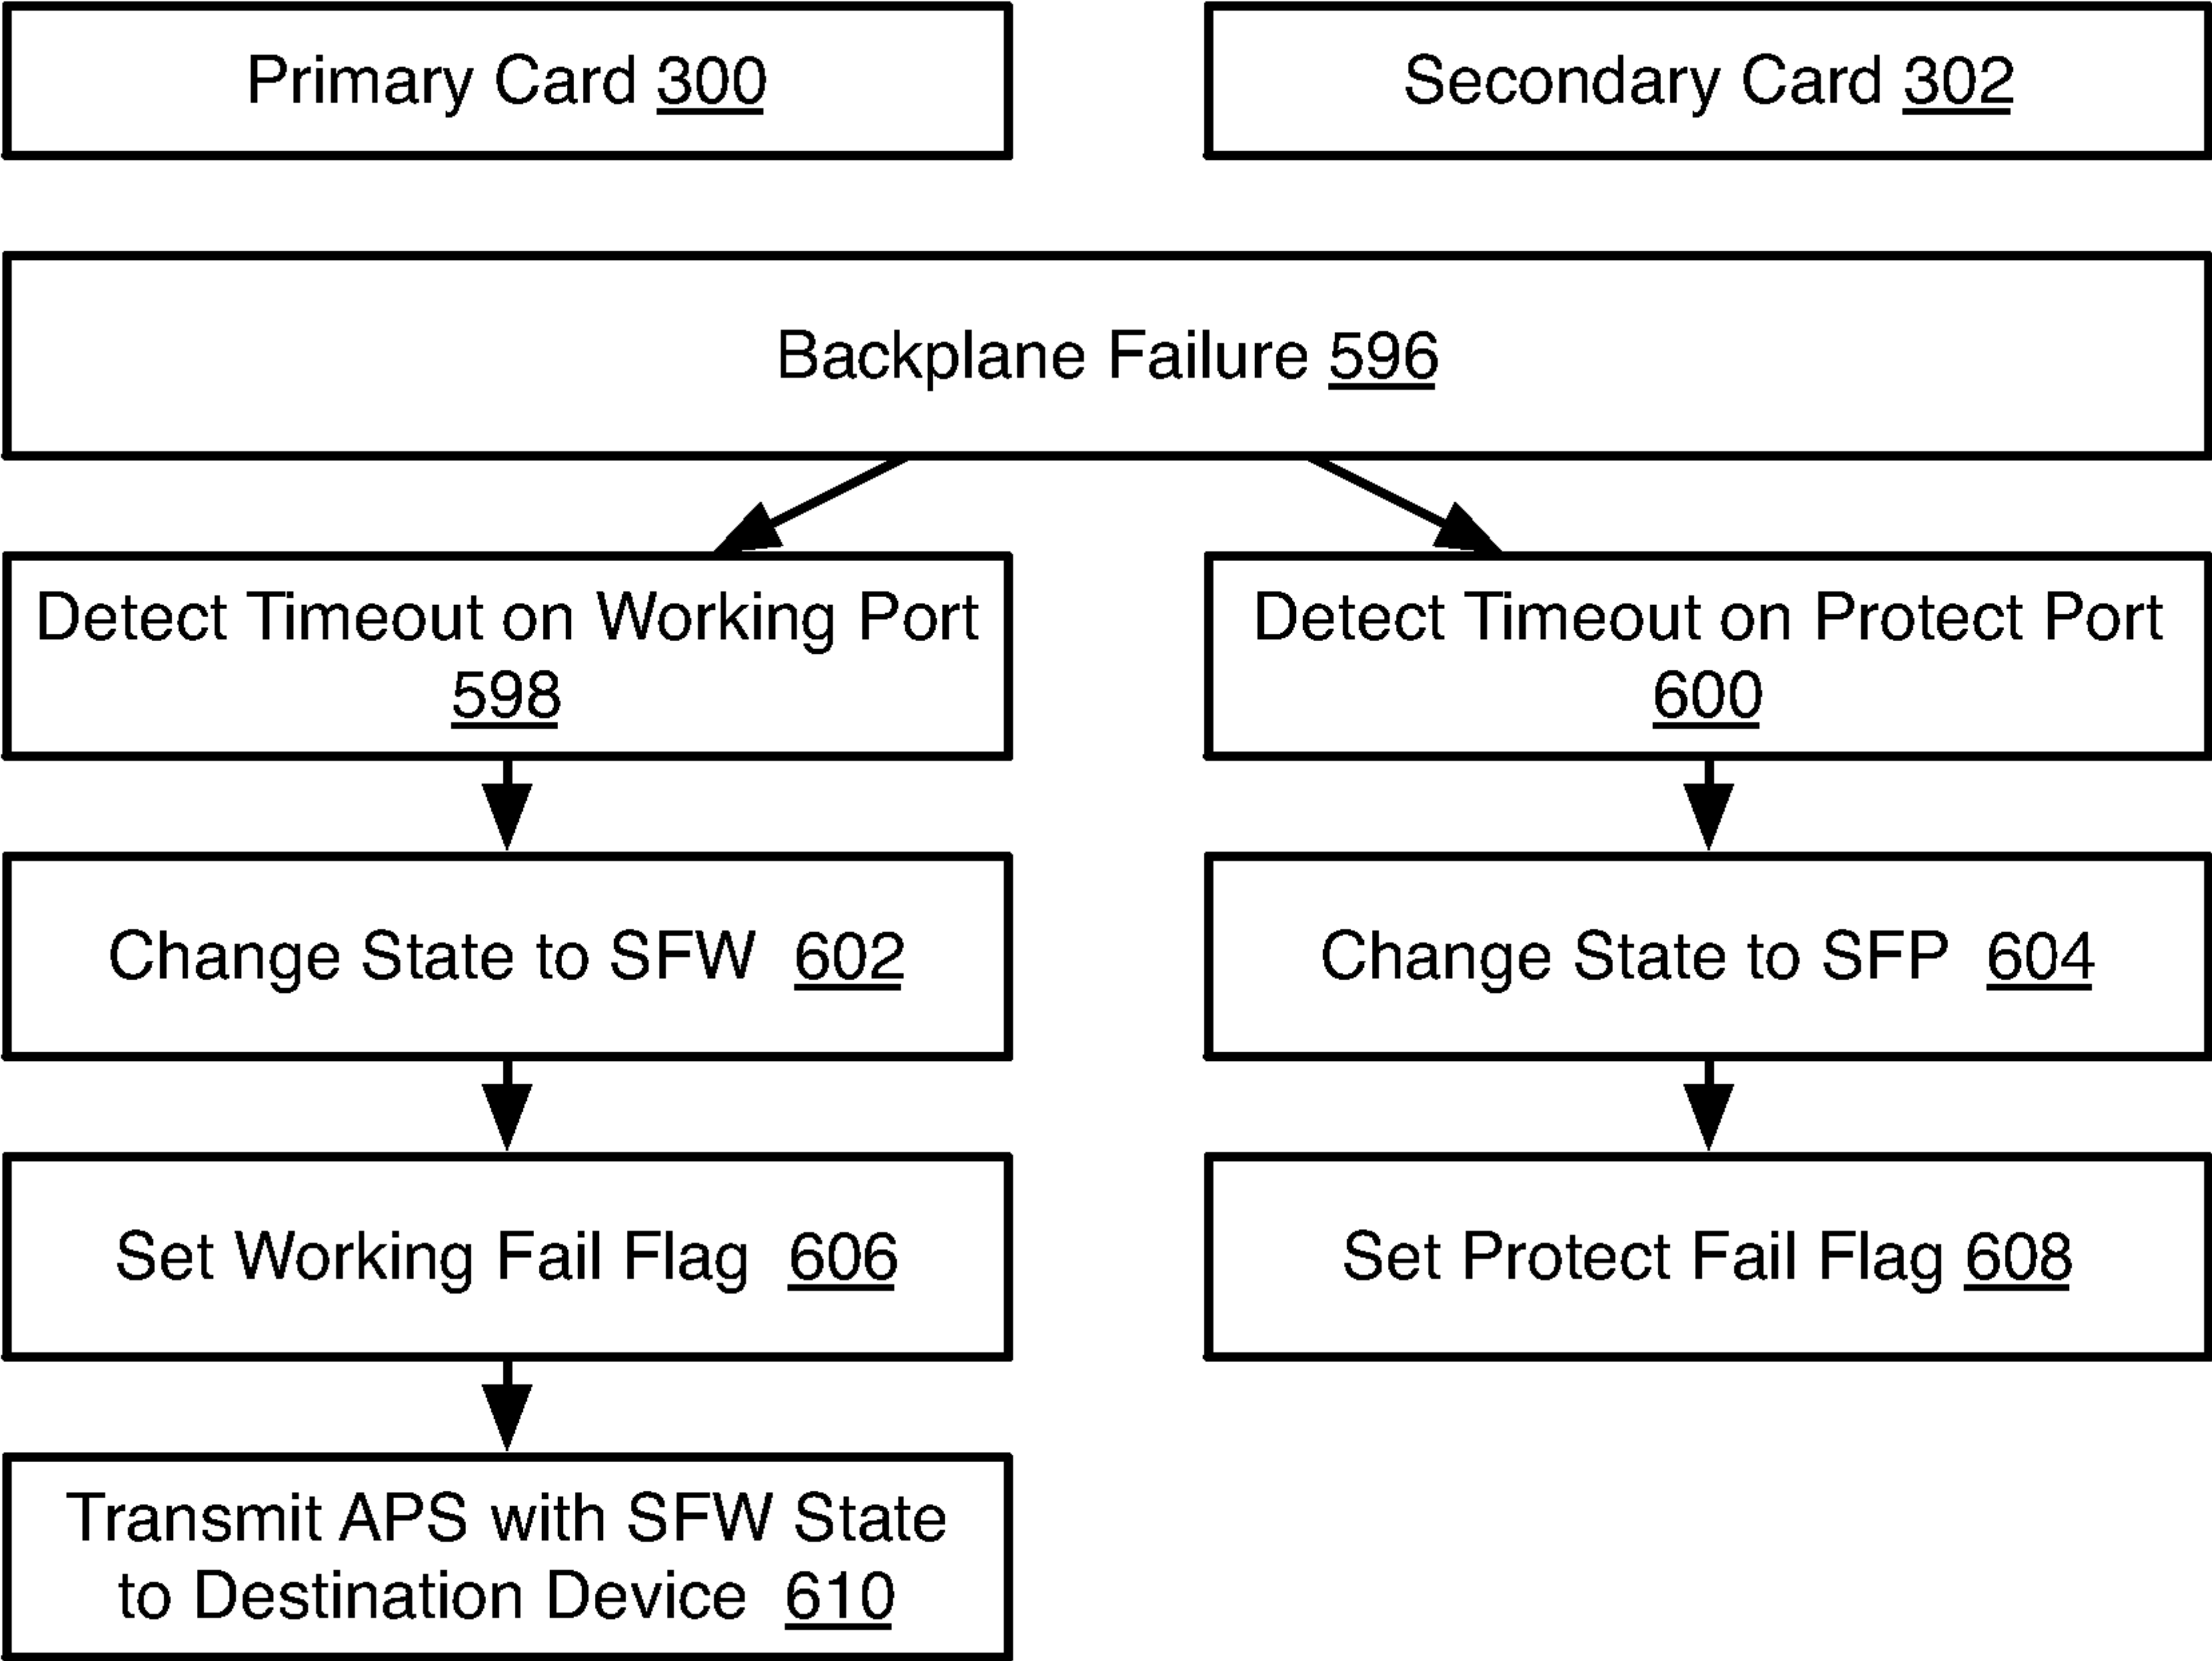 Primary Card 300
Secondary Card 302
Backplane Failure 596
Detect Timeout on Working Port
598
Detect Timeout on Protect Port
600
Change State to SFW 602
Change State to SFP 604
Set Working Fail Flag 606
Set Protect Fail Flag 608
Transmit APS with SFW State
to Destination Device 610